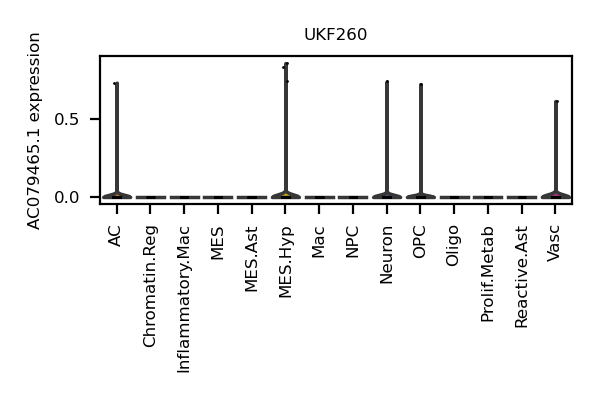 UKF260
AC079465.1 expression
0.5
0.0
AC
Chromatin.Reg
Inflammatory.Mac
MES
MES.Ast
MES.Hyp
Mac
NPC
Neuron
OPC
Oligo
Prolif.Metab
Reactive.Ast
Vasc